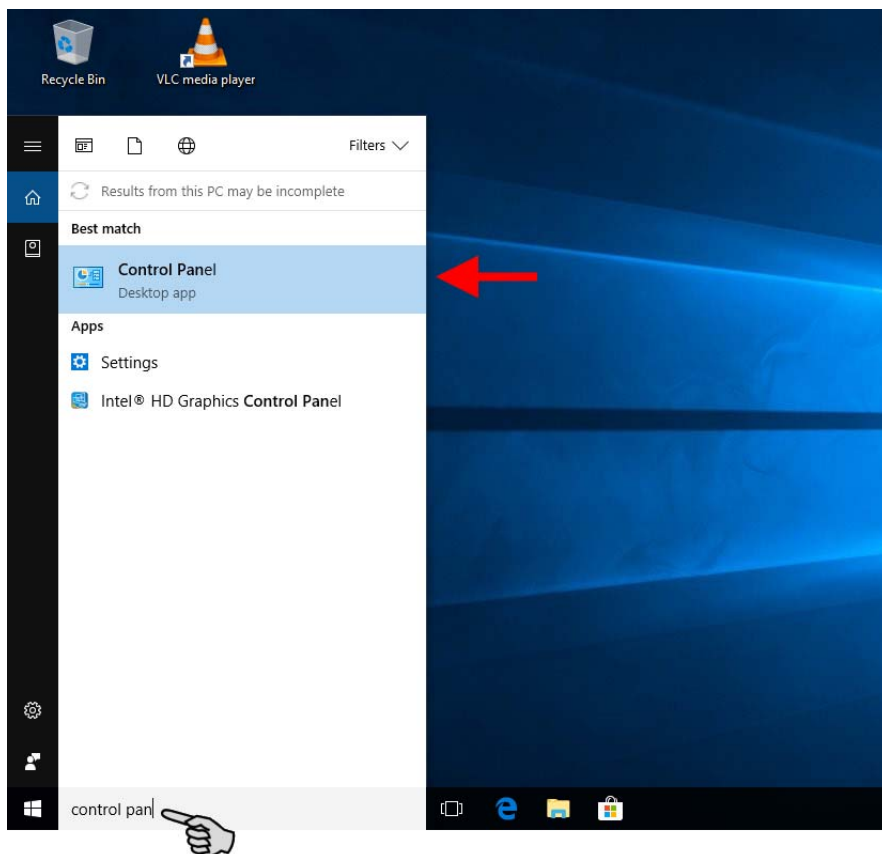 Recycle Bin
VLC media player
Filters
Results from this PC may be incomplete
Best match
Control Panel
Desktop app
Apps
Settings
Intel® HD Graphics Control Panel
control pan